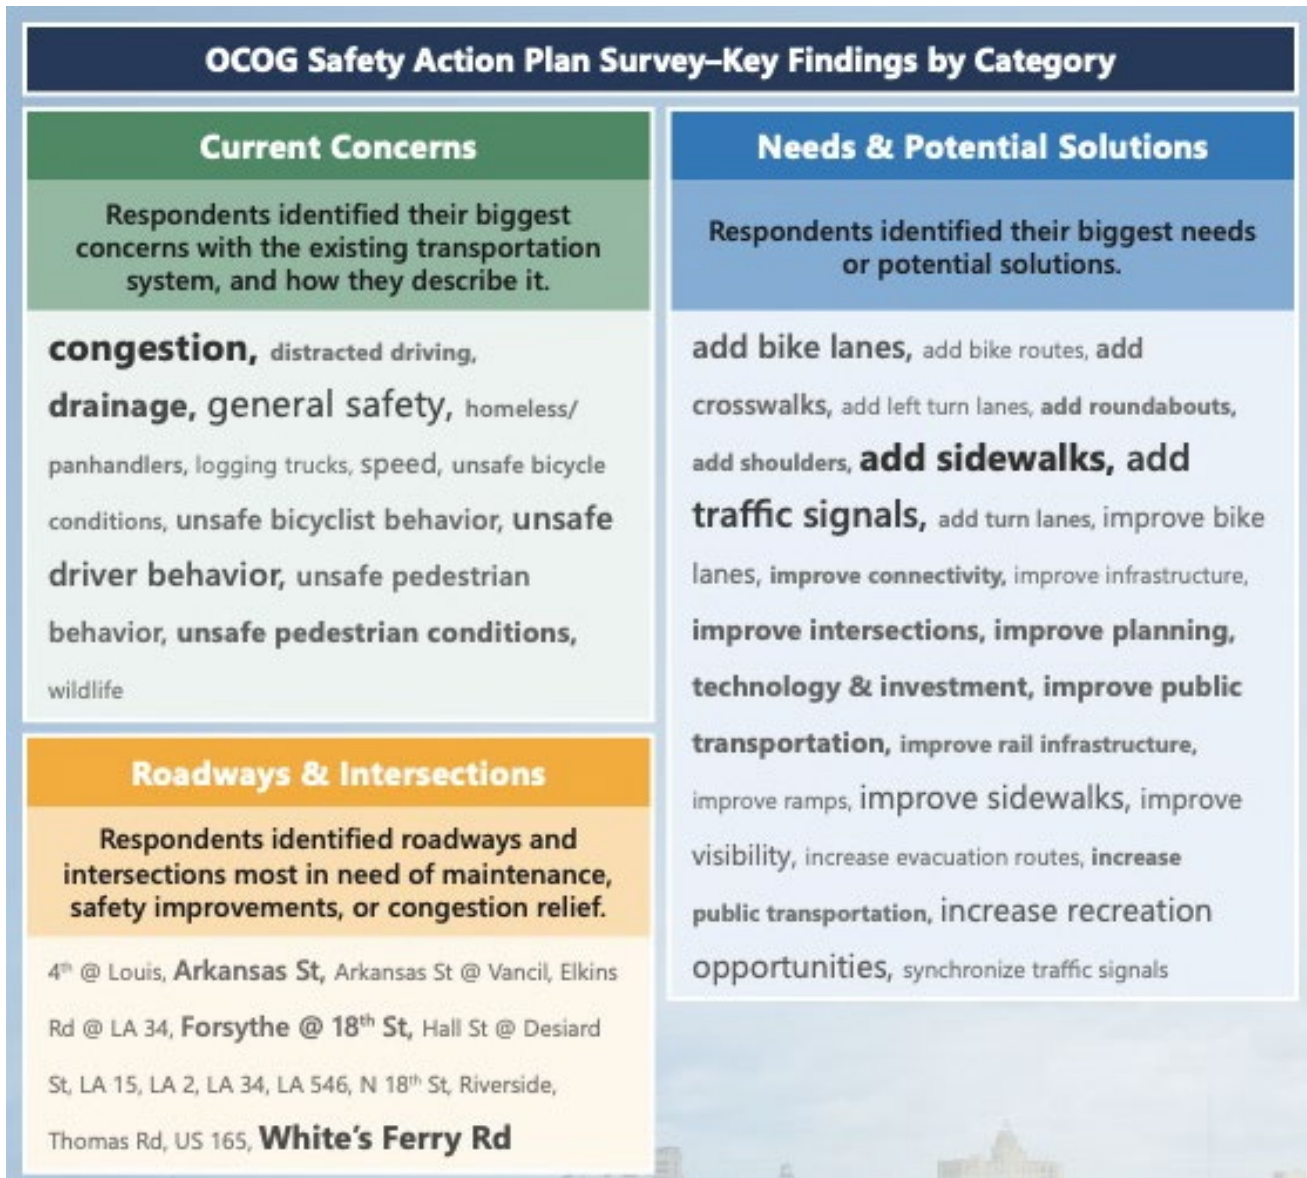 OCOG Safety Action Plan Survey–Key Findings by Category
Current Concerns
Respondents identified their biggest
concerns with the existing transportation
system, and how they describe it.
congestion, distracted driving,
drainage, general safety, homeless/
panhandlers, logging trucks, speed, unsafe bicycle
conditions, unsafe bicyclist behavior, unsafe
driver behavior, unsafe pedestrian
behavior, unsafe pedestrian conditions,
wildlife
Roadways & Intersections
Respondents identified roadways and
intersections most in need of maintenance,
safety improvements, or congestion relief.
4th @ Louis, Arkansas St, Arkansas St @ Vancil, Elkins
Rd @ LA 34, Forsythe @ 18th St, Hall St @ Desiard
St, LA 15, LA 2, LA 34, LA 546, N 18th St, Riverside,
Thomas Rd, US 165, White's Ferry Rd
Needs & Potential Solutions
Respondents identified their biggest needs
or potential solutions.
add bike lanes, add bike routes, add
crosswalks, add left turn lanes, add roundabouts,
add shoulders, add sidewalks, add
traffic signals, add turn lanes, improve bike
lanes, improve connectivity, improve infrastructure,
improve intersections, improve planning,
technology & investment, improve public
transportation, improve rail infrastructure,
improve ramps, improve sidewalks, improve
visibility, increase evacuation routes, increase
public transportation, increase recreation
opportunities, synchronize traffic signals